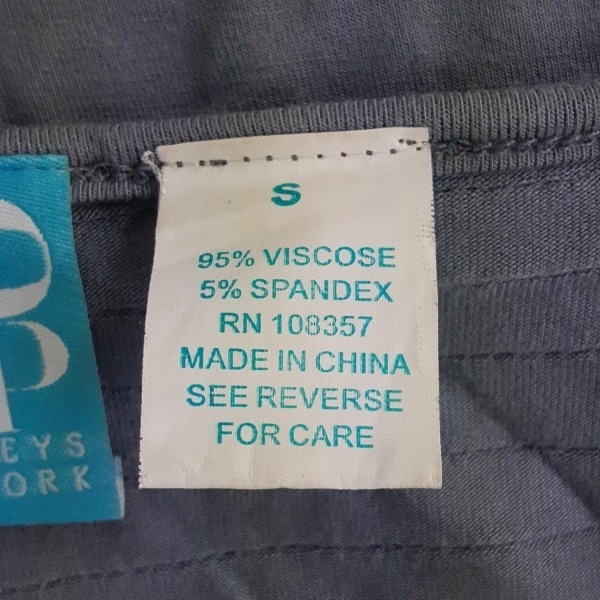 S
95% VISCOSE
5% SPANDEX
RN 108357
MADE IN CHINA
SEE REVERSE
FOR CARE
EYS
ORK